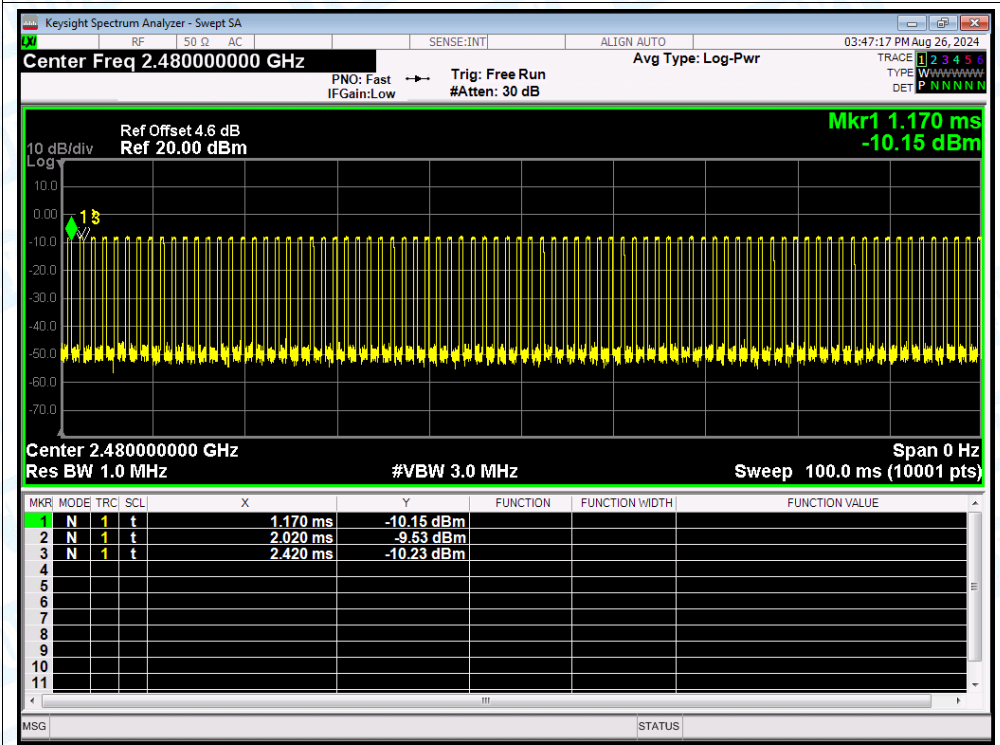 Keysight Spectrum Analyzer - Swept SA
LXI RF 50 Ω AC SENSE:INT ALIGN AUTO 03:47:17 PM Aug 26, 2024
Center Freq 2.480000000 GHz
PNO: Fast
IFGain:Low
Trig: Free Run
#Atten: 30 dB
Avg Type: Log-Pwr
TRACE 1 2 3 4 5 6
TYPE WWWWWW
DET P N N N N N
Mkr1 1.170 ms
-10.15 dBm
Ref Offset 4.6 dB
10 dB/div Ref 20.00 dBm
Log
10.0
0.00
1 3
-10.0
-20.0
-30.0
-40.0
-50.0
-60.0
-70.0
Center 2.480000000 GHz Span 0 Hz
Res BW 1.0 MHz #VBW 3.0 MHz Sweep 100.0 ms (10001 pts)
MKR MODE TRC SCL X Y FUNCTION FUNCTION WIDTH FUNCTION VALUE
1 N 1 t 1.170 ms -10.15 dBm
2 N 1 t 2.020 ms -9.53 dBm
3 N 1 t 2.420 ms -10.23 dBm
4
5
6
7
8
9
10
11
MSG STATUS